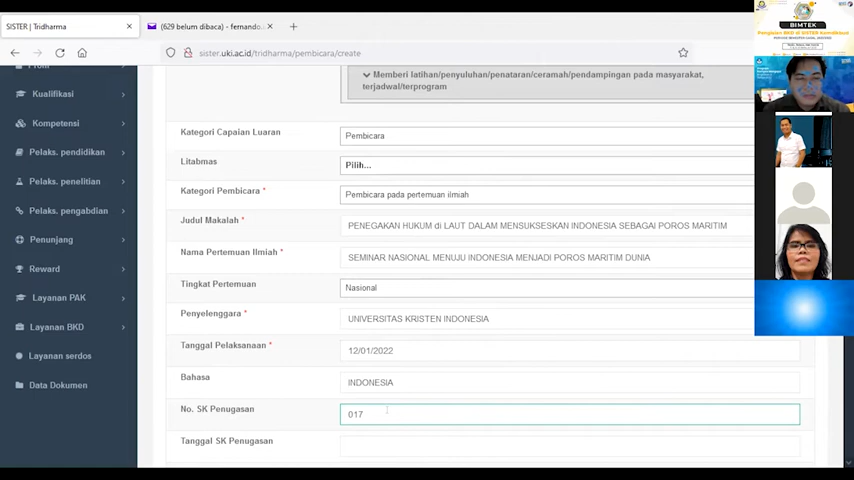 SISTER | Tridharma
(629 belum dibaca) - fernando.
sister.uki.ac.id/tridharma/pembicara/create
BIMTEK
Pengisian BKD di SISTER Kemdikbud
Kualifikasi
Kompetensi
Pelaks. pendidikan
Pelaks. penelitian
Pelaks. pengabdian
Penunjang
Reward
Layanan PAK
Layanan BKD
Layanan serdos
Data Dokumen
Memberi latihan/penyuluhan/penataran/ceramah/pendampingan pada masyarakat,
terjadwal/terprogram
Kategori Capaian Luaran
Pembicara
Litabmas
Pilih...
Kategori Pembicara *
Pembicara pada pertemuan ilmiah
Judul Makalah *
PENEGAKAN HUKUM di LAUT DALAM MENSUKSESKAN INDONESIA SEBAGAI POROS MARITIM
Nama Pertemuan Ilmiah *
SEMINAR NASIONAL MENUJU INDONESIA MENJADI POROS MARITIM DUNIA
Tingkat Pertemuan
Nasional
Penyelenggara *
UNIVERSITAS KRISTEN INDONESIA
Tanggal Pelaksanaan *
12/01/2022
Bahasa
INDONESIA
No. SK Penugasan
017
Tanggal SK Penugasan